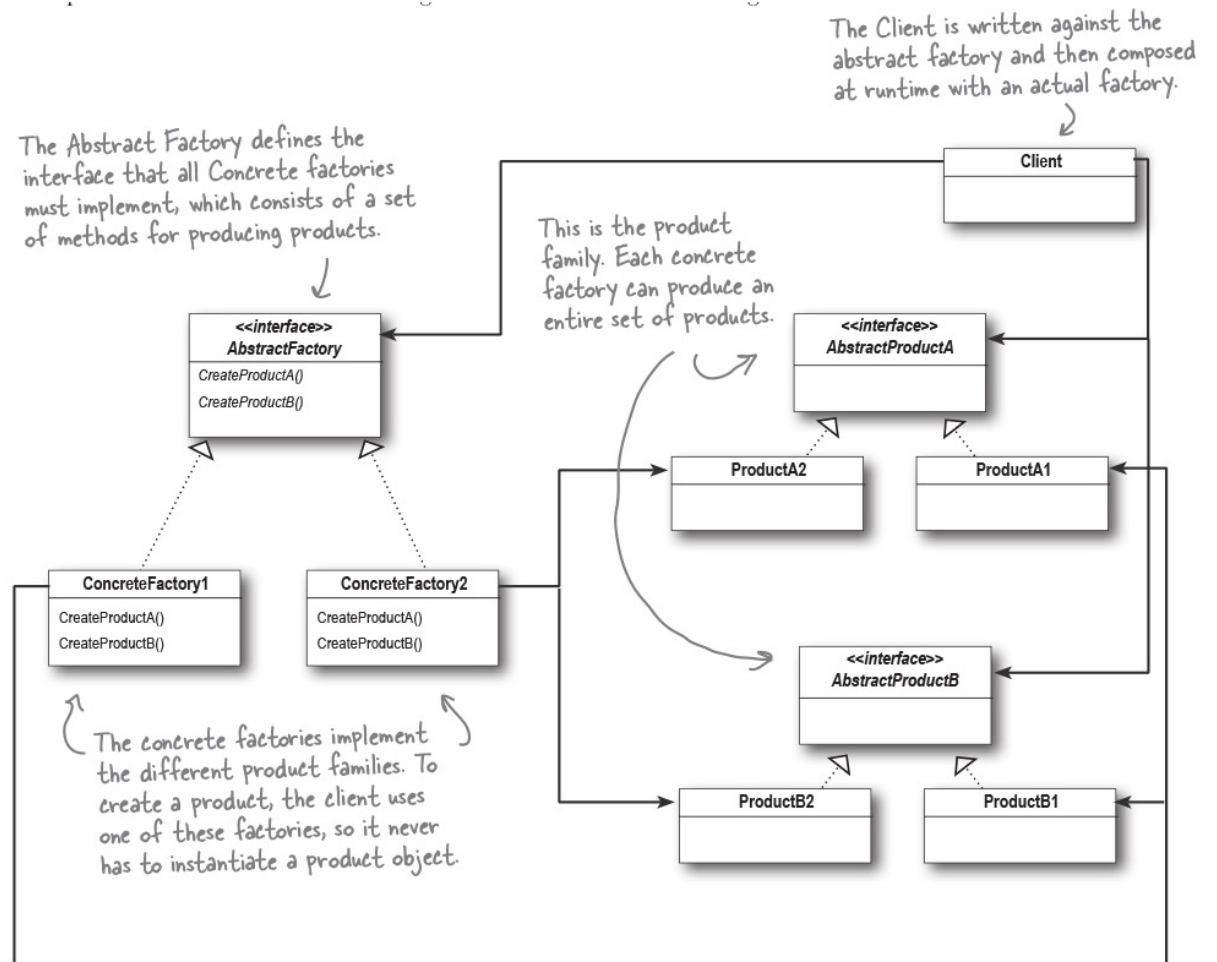 The Client is written against the
abstract factory and then composed
at runtime with an actual factory.
The Abstract Factory defines the
interface that all Concrete factories
must implement, which consists of a set
of methods for producing products.
Client
This is the product
family. Each concrete
factory can produce an
entire set of products.
<<interface>>
AbstractFactory
CreateProductA()
CreateProductB()
<<interface>>
AbstractProductA
ProductA2
ProductA1
ConcreteFactory1
CreateProductA()
CreateProductB()
ConcreteFactory2
CreateProductA()
CreateProductB()
<<interface>>
AbstractProductB
The concrete factories implement
the different product families. To
create a product, the client uses
one of these factories, so it never
has to instantiate a product object.
ProductB2
ProductB1